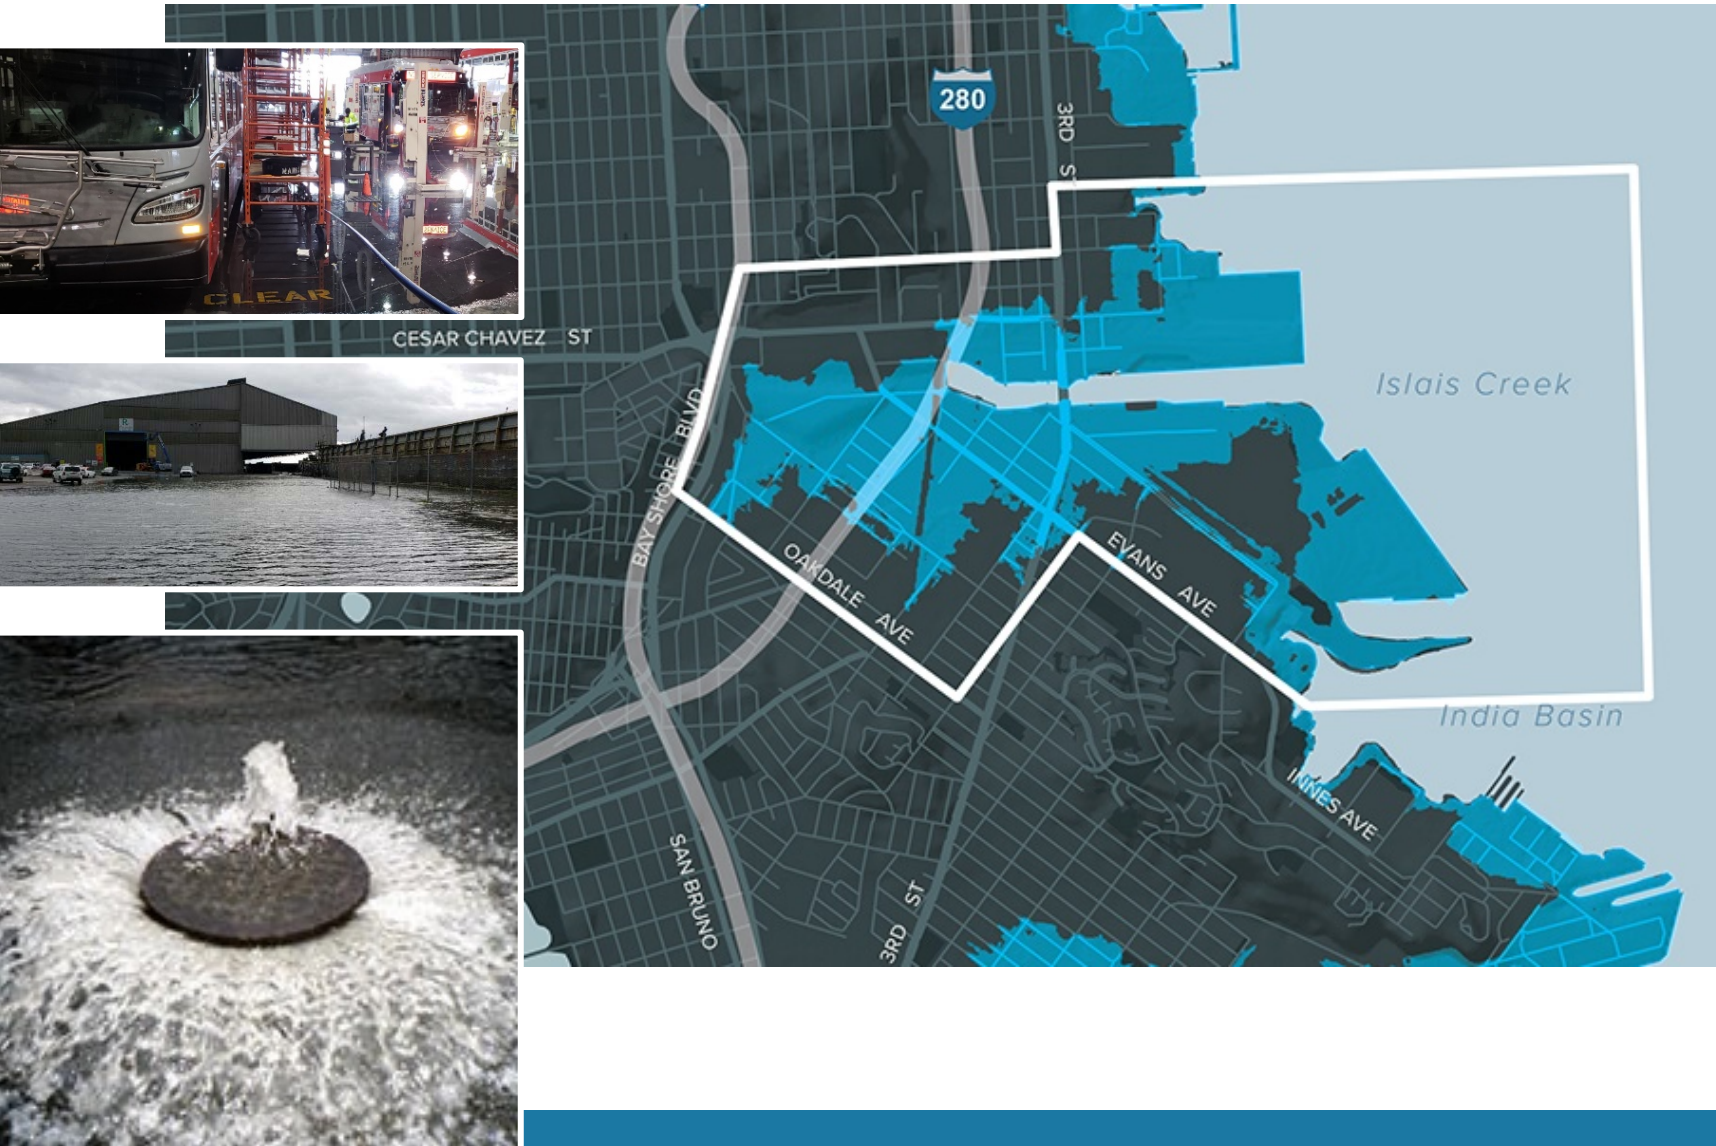 280
3RD ST
CLEAR
CESAR CHAVEZ ST
Islais Creek
BAY SHORE BLVD
OAKDALE AVE
EVANS AVE
India Basin
INNES AVE
SAN BRUNO
3RD ST